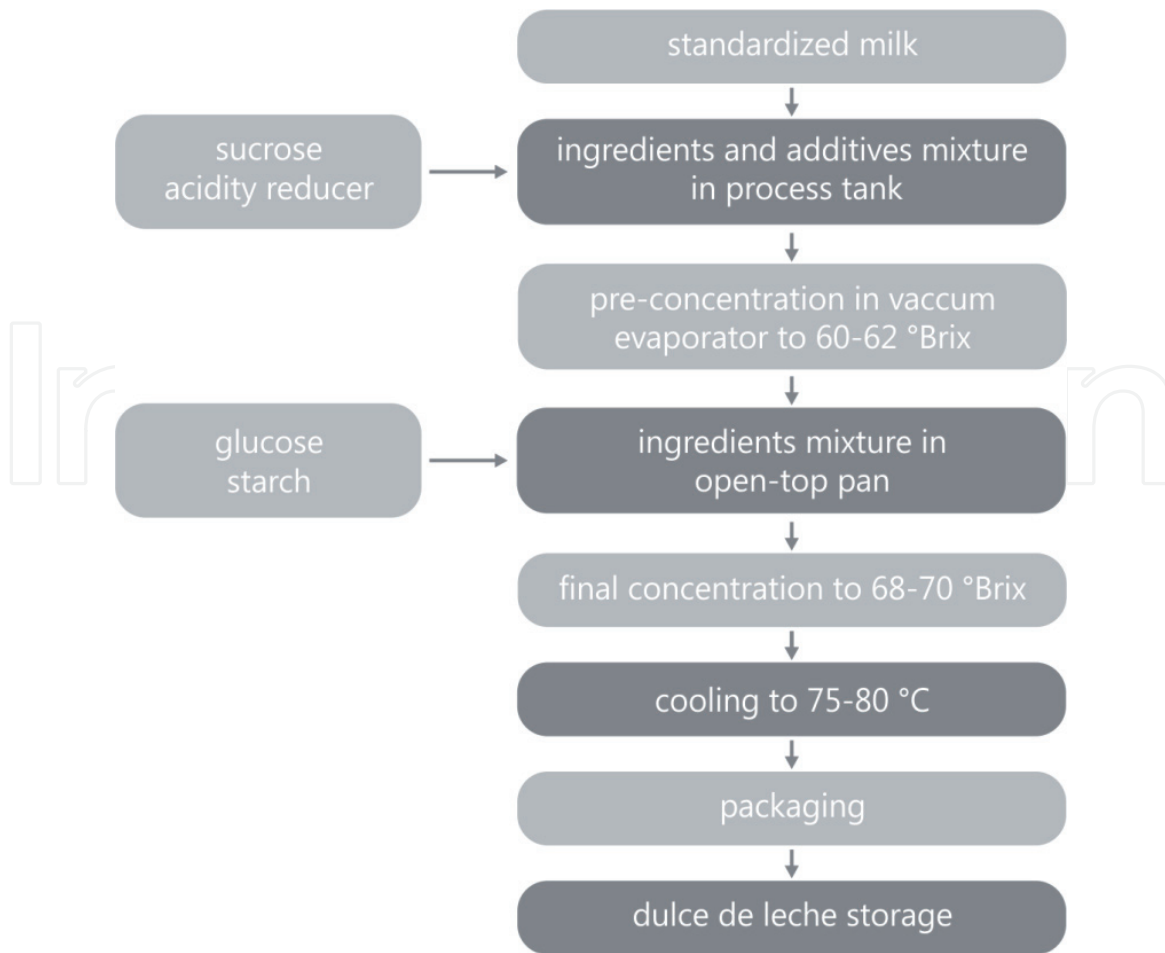 standardized milk
sucrose
acidity reducer
ingredients and additives mixture
in process tank
pre-concentration in vaccum
evaporator to 60-62 °Brix
glucose
starch
ingredients mixture in
open-top pan
final concentration to 68-70 °Brix
cooling to 75-80 °C
packaging
dulce de leche storage